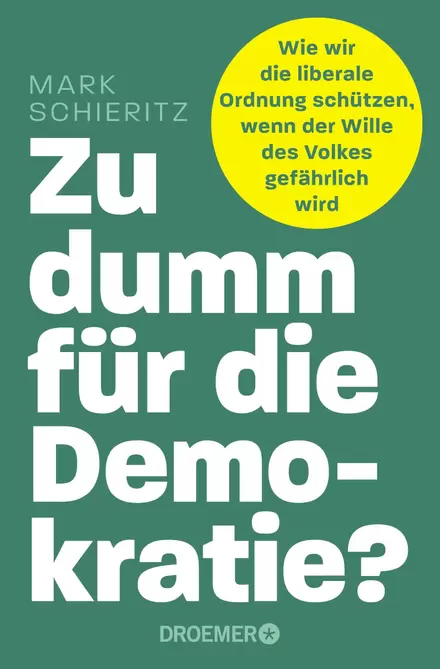 MARK
SCHIERITZ
Wie wir
die liberale
Ordnung schützen,
wenn der Wille
des Volkes
gefährlich
wird
Zu
dumm
für die
Demo-
kratie?
DROEMER*